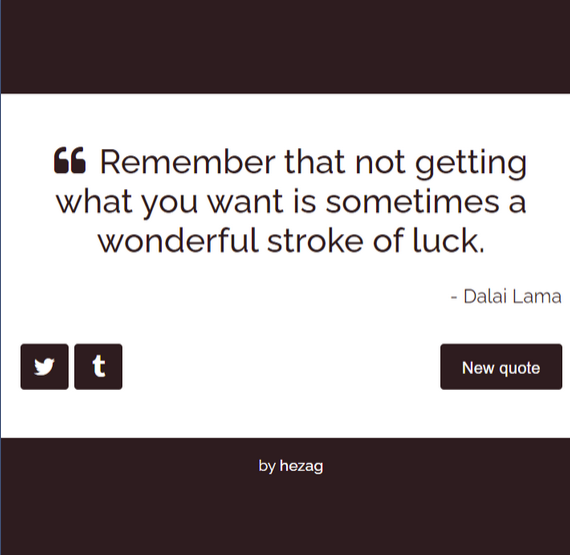 “ Remember that not getting
what you want is sometimes a
wonderful stroke of luck.
- Dalai Lama
t
New quote
by hezag